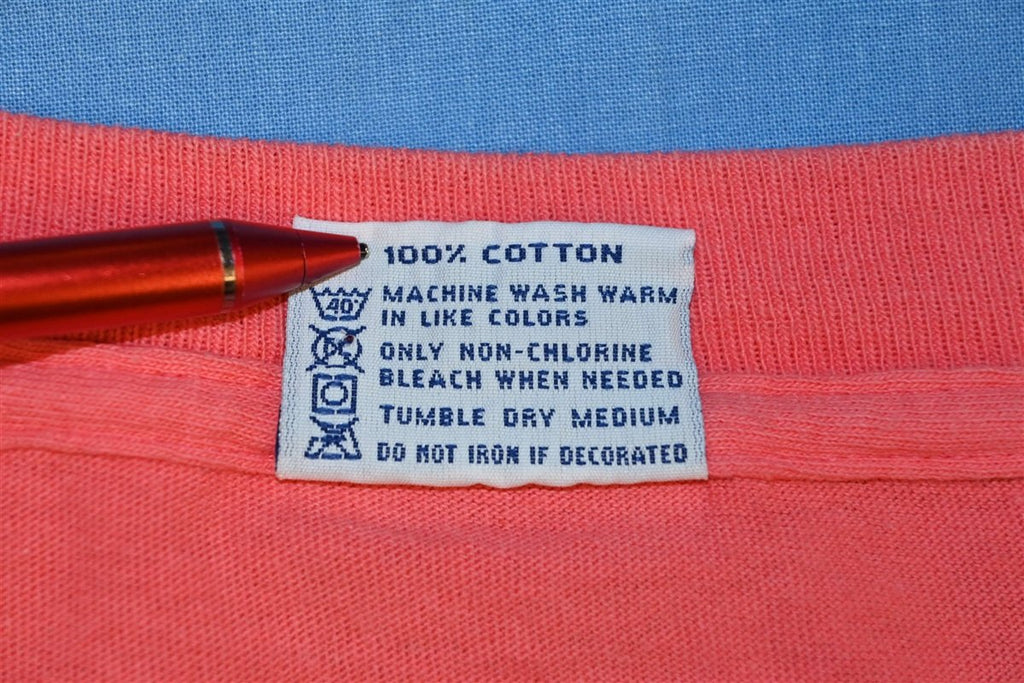 100% COTTON
40°
MACHINE WASH WARM
IN LIKE COLORS
ONLY NON-CHLORINE
BLEACH WHEN NEEDED
TUMBLE DRY MEDIUM
DO NOT IRON IF DECORATED